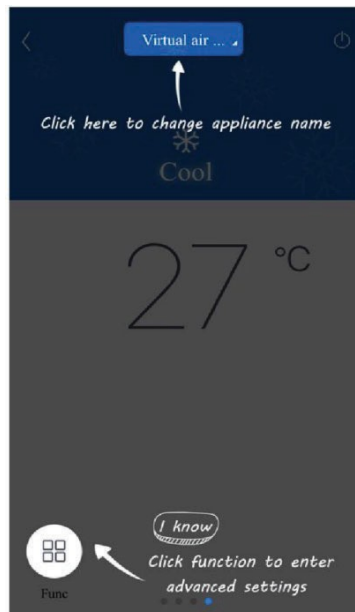 Virtual air ...
Click here to change appliance name
Cool
27 °C
I know
Click function to enter
advanced settings
Func